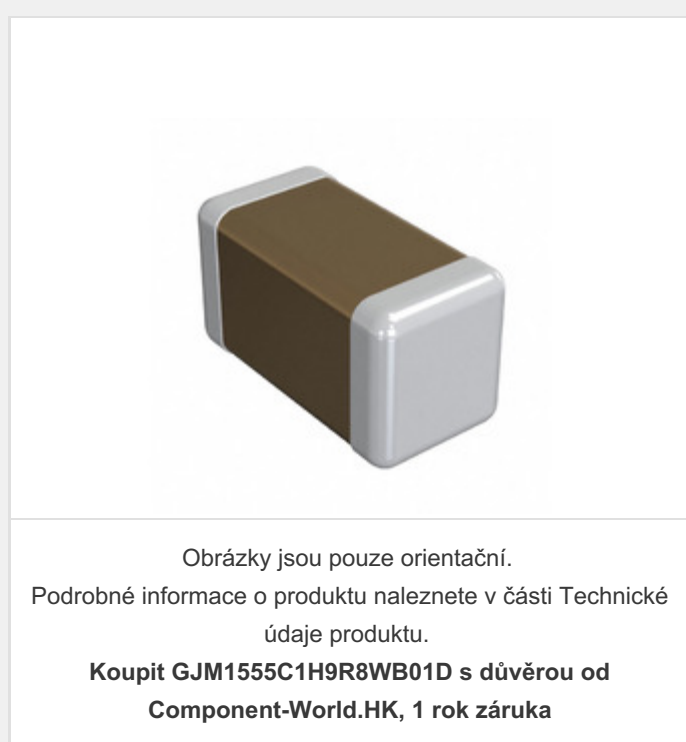 Obrázky jsou pouze orientační.
Podrobné informace o produktu naleznete v části Technické
údaje produktu.
Koupit GJM1555C1H9R8WB01D s důvěrou od
Component-World.HK, 1 rok záruka